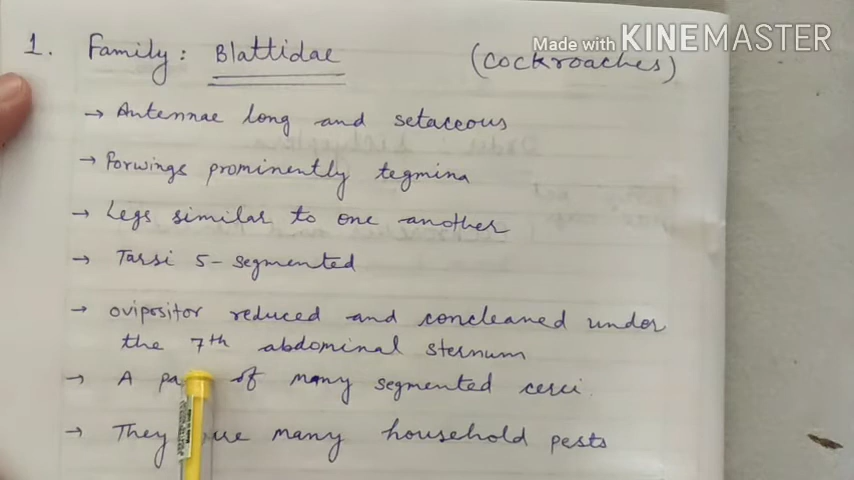 Made with KINEMASTER
1. Family: Blattidae (Cockroaches)
→ Antennae long and setaceous
→ Forwings prominently tegmina
→ Legs similar to one another
→ Tarsi 5-segmented
→ ovipositor reduced and concleaned under
the 7th abdominal sternum
→ A of many segmented cerci.
→ They many household pests